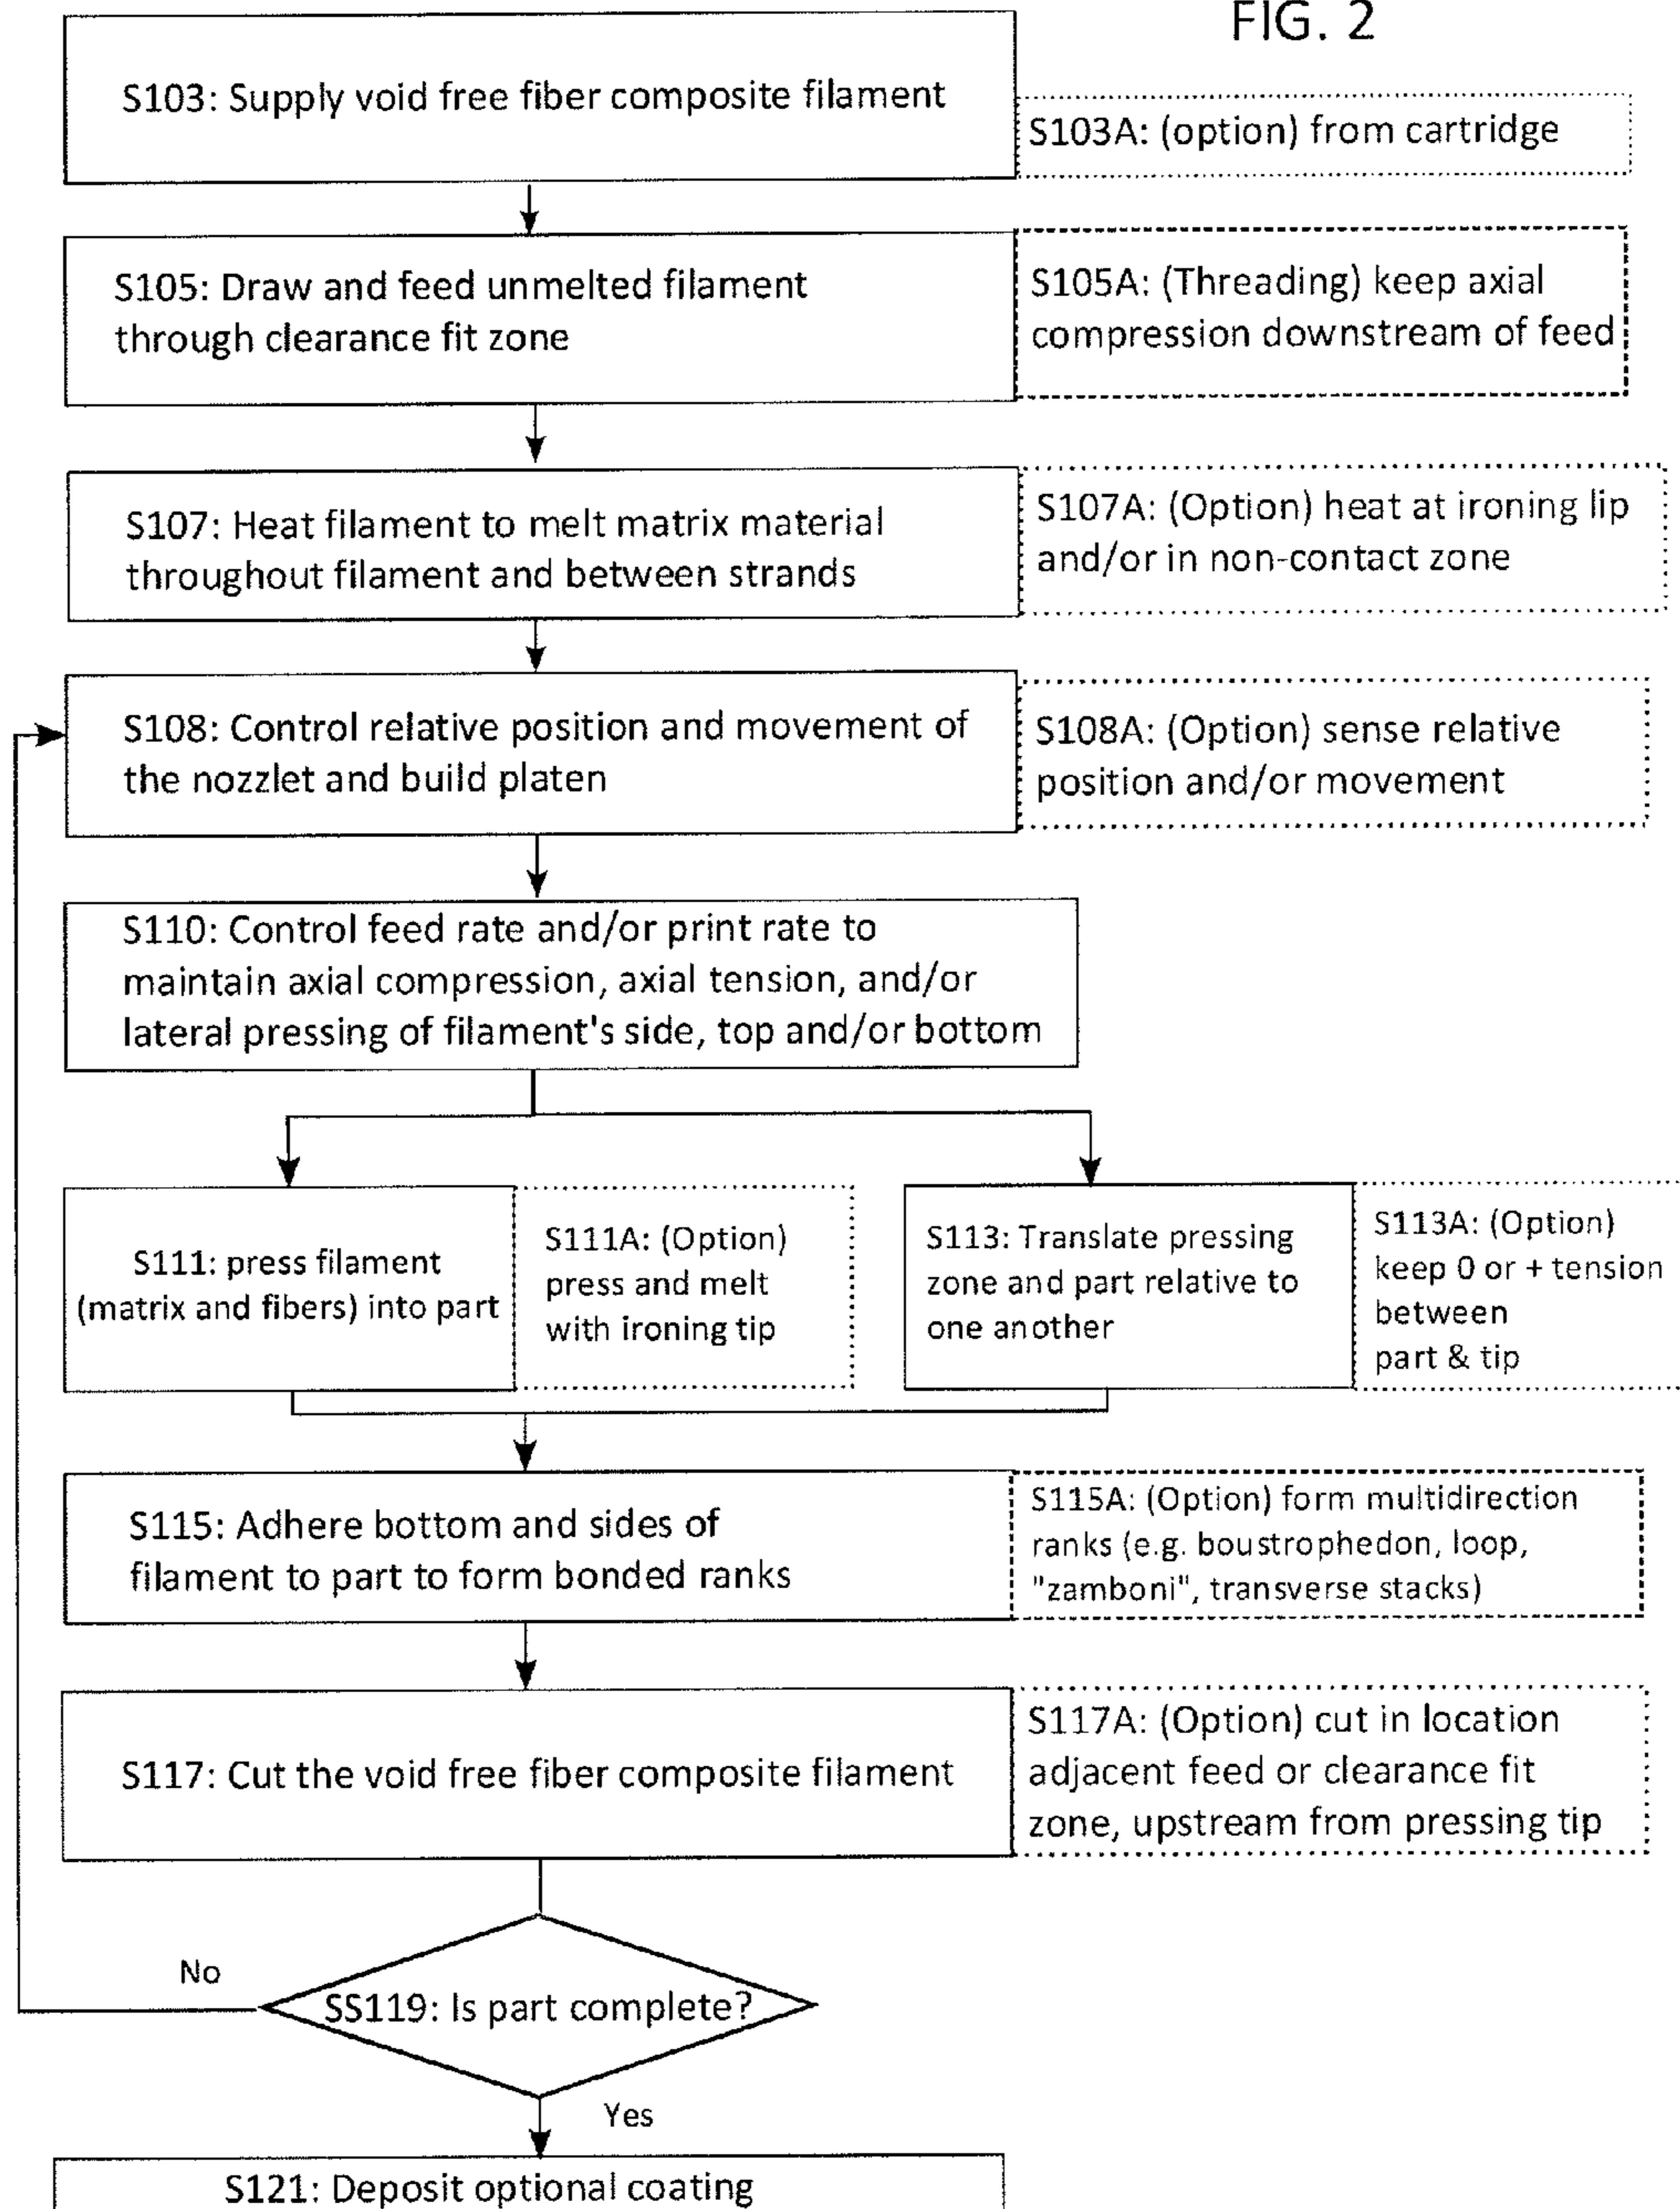 FIG. 2
S103: Supply void free fiber composite filament
S103A: (option) from cartridge
S105: Draw and feed unmelted filament
through clearance fit zone
S105A: (Threading) keep axial
compression downstream of feed
S107: Heat filament to melt matrix material
throughout filament and between strands
S107A: (Option) heat at ironing lip
and/or in non-contact zone
S108: Control relative position and movement of
the nozzlet and build platen
S108A: (Option) sense relative
position and/or movement
S110: Control feed rate and/or print rate to
maintain axial compression, axial tension, and/or
lateral pressing of filament's side, top and/or bottom
S111: press filament
(matrix and fibers) into part
S111A: (Option)
press and melt
with ironing tip
S113: Translate pressing
zone and part relative to
one another
S113A: (Option)
keep 0 or + tension
between
part & tip
S115: Adhere bottom and sides of
filament to part to form bonded ranks
S115A: (Option) form multidirection
ranks (e.g. boustrophedon, loop,
"zamboni", transverse stacks)
S117: Cut the void free fiber composite filament
S117A: (Option) cut in location
adjacent feed or clearance fit
zone, upstream from pressing tip
No
SS119: Is part complete?
Yes
S121: Deposit optional coating